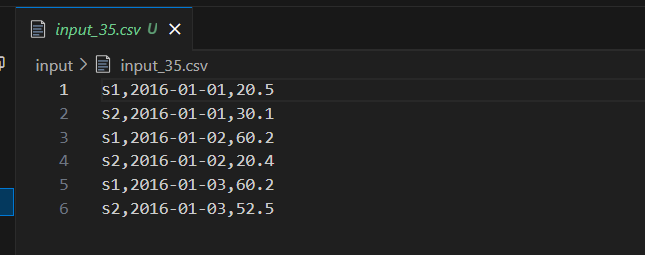 input_35.csv U
input > input_35.csv
1 s1,2016-01-01,20.5
2 s2,2016-01-01,30.1
3 s1,2016-01-02,60.2
4 s2,2016-01-02,20.4
5 s1,2016-01-03,60.2
6 s2,2016-01-03,52.5